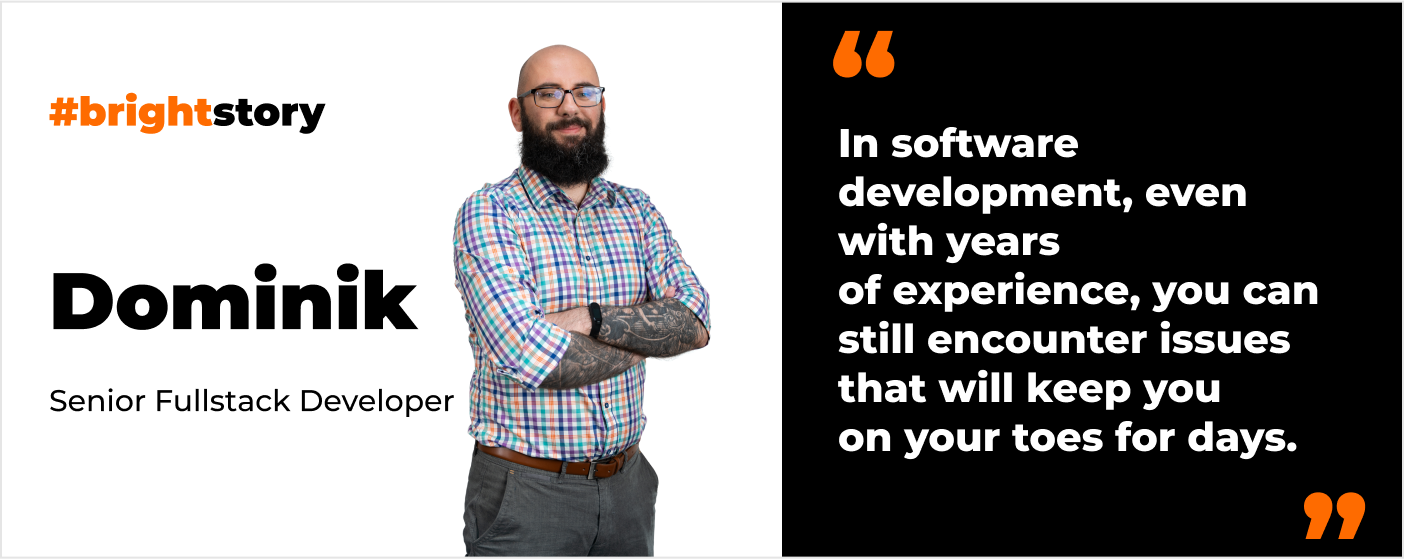 #brightstory
Dominik
Senior Fullstack Developer
“
In software
development, even
with years
of experience, you can
still encounter issues
that will keep you
on your toes for days.
”